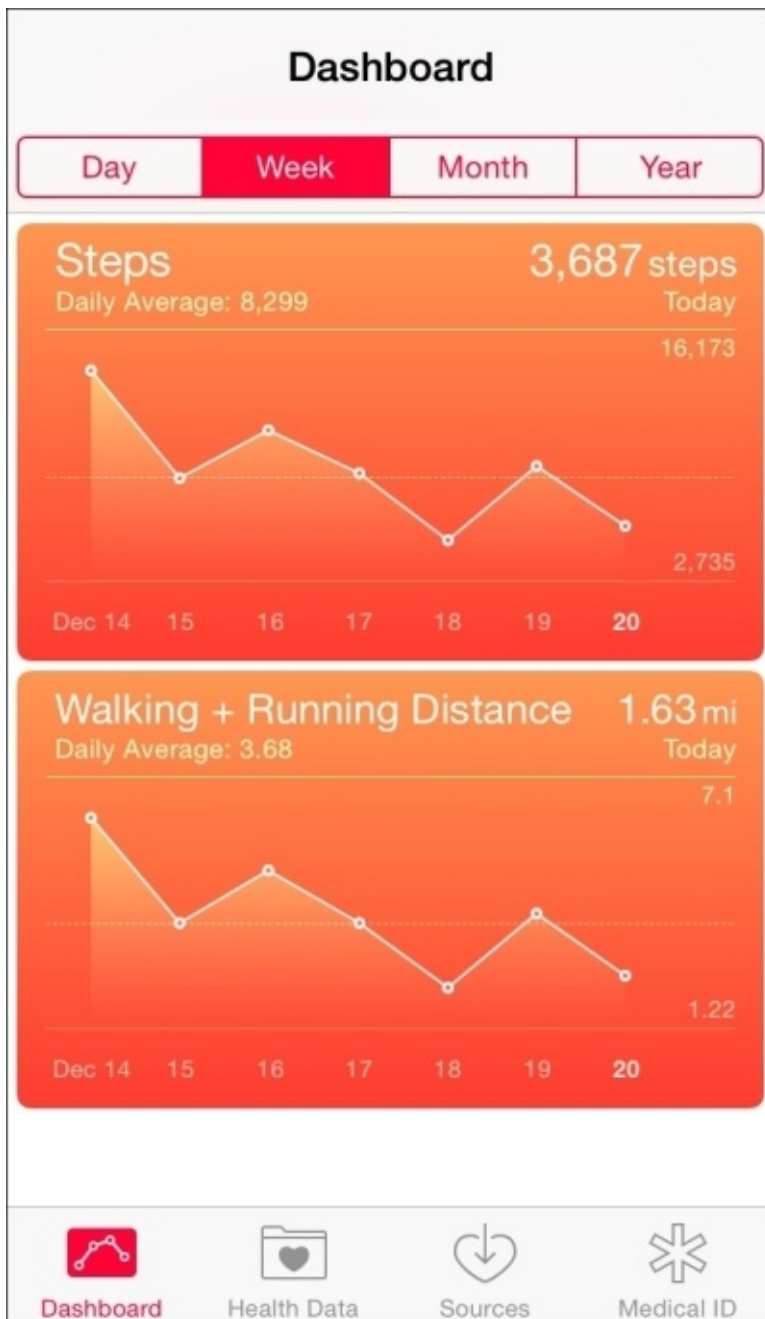 Dashboard
Day Week Month Year
Steps 3,687 steps
Daily Average: 8,299 Today
16,173
2,735
Dec 14 15 16 17 18 19 20
Walking + Running Distance 1.63 mi
Daily Average: 3.68 Today
7.1
1.22
Dec 14 15 16 17 18 19 20
Dashboard Health Data Sources Medical ID